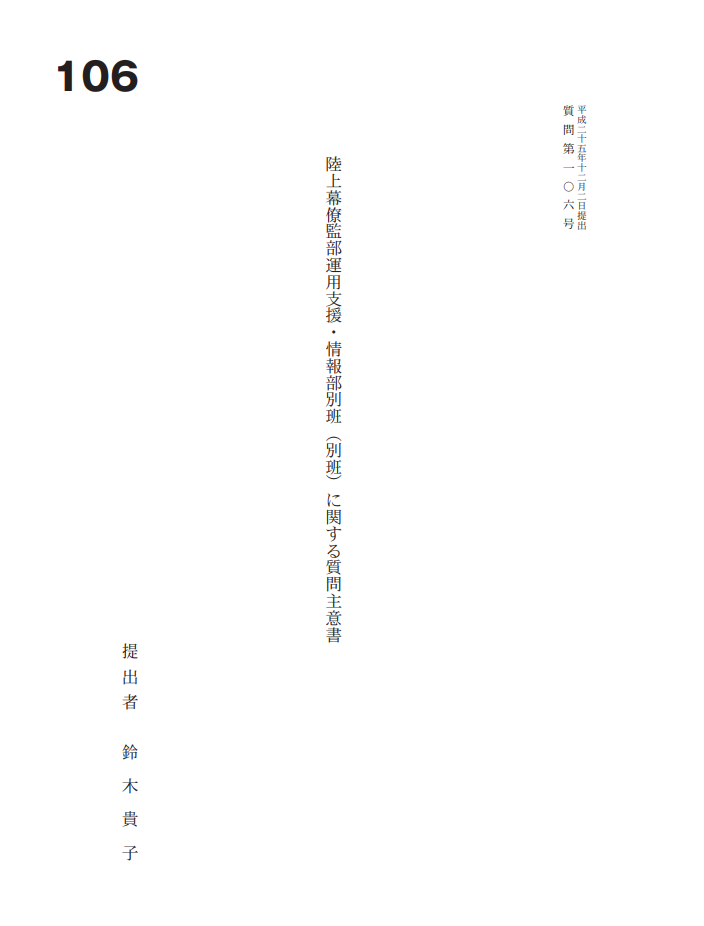 106
平成二十五年十二月二日提出
質問第一〇六号
陸上幕僚監部運用支援・情報部別班（別班）に関する質問主意書
提出者　鈴木貴子